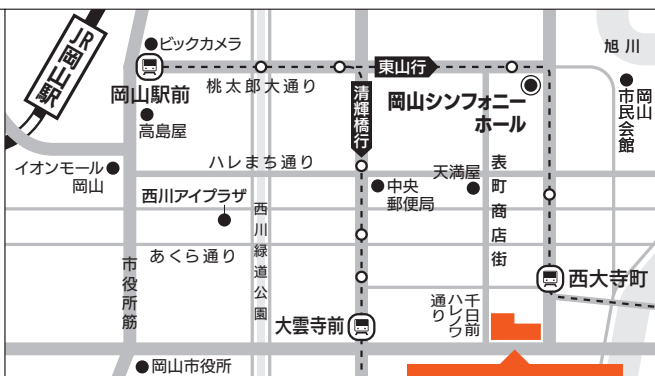 JR岡山駅
ビックカメラ
岡山駅前
高島屋
桃太郎大通り
東山行
清輝橋行
岡山シンフォニー
ホール
旭川
岡山
市民会館
イオンモール
岡山
ハレまち通り
西川アイプラザ
中央
郵便局
天満屋
表町商店街
西川緑道公園
あくら通り
市役所筋
大雲寺前
千日前
ハレノワ
通り
西大寺町
岡山市役所